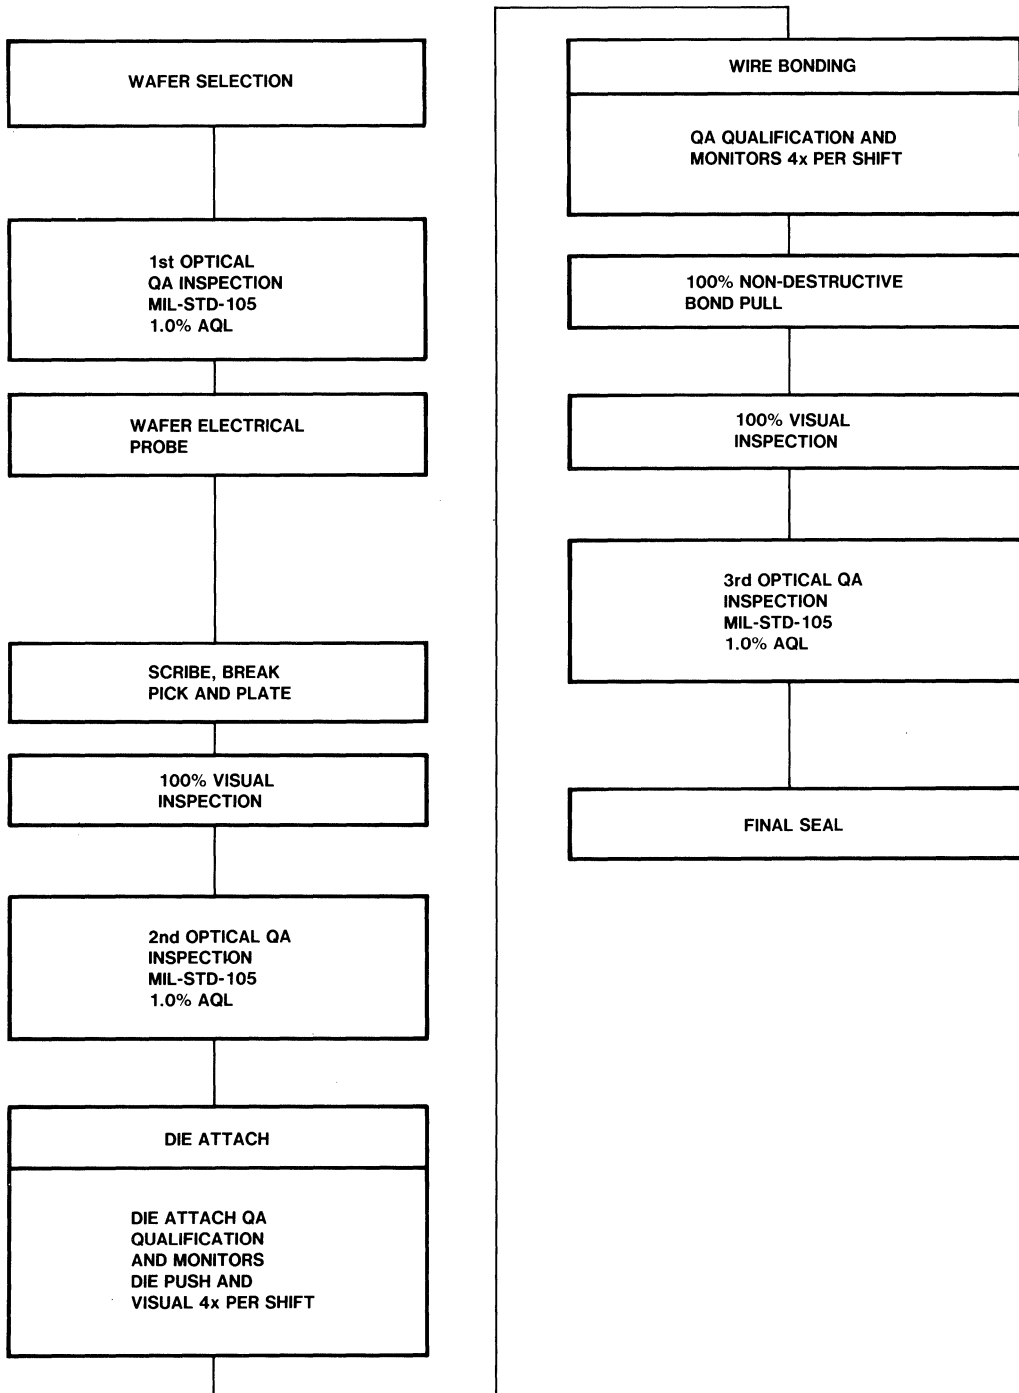 WAFER SELECTION
1st OPTICAL
QA INSPECTION
MIL-STD-105
1.0% AQL
WAFER ELECTRICAL
PROBE
SCRIBE, BREAK
PICK AND PLATE
100% VISUAL
INSPECTION
2nd OPTICAL QA
INSPECTION
MIL-STD-105
1.0% AQL
DIE ATTACH
DIE ATTACH QA
QUALIFICATION
AND MONITORS
DIE PUSH AND
VISUAL 4x PER SHIFT
WIRE BONDING
QA QUALIFICATION AND
MONITORS 4x PER SHIFT
100% NON-DESTRUCTIVE
BOND PULL
100% VISUAL
INSPECTION
3rd OPTICAL QA
INSPECTION
MIL-STD-105
1.0% AQL
FINAL SEAL